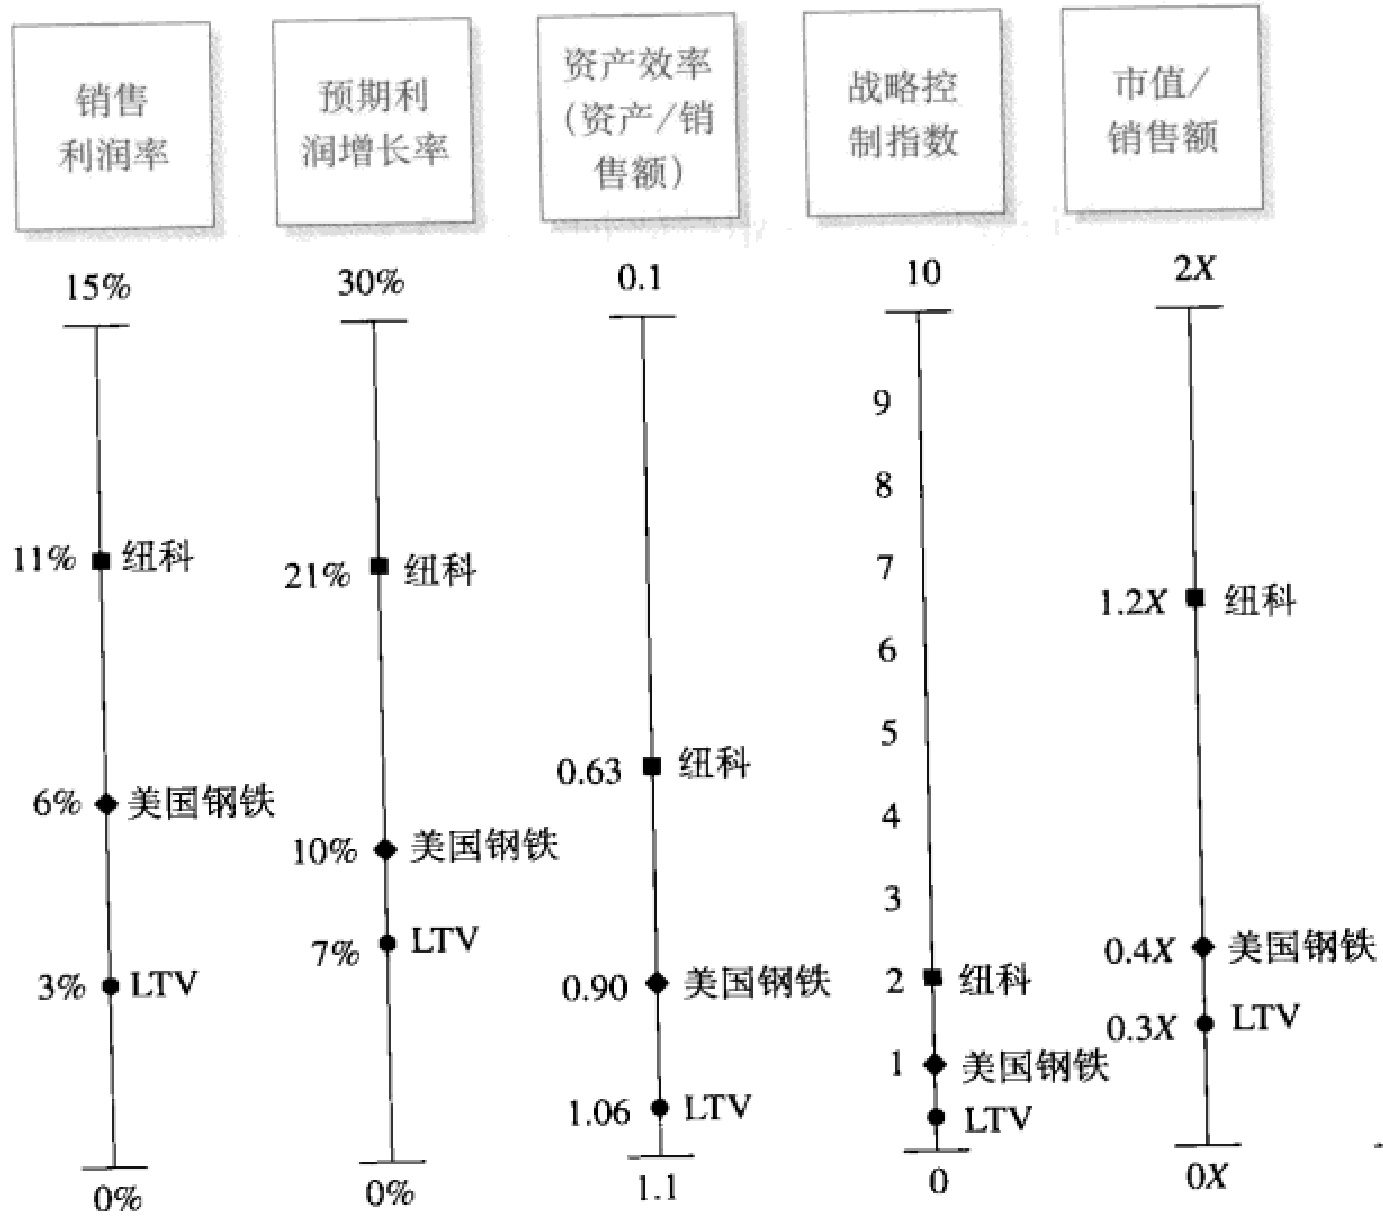 销售
利润率
预期利
润增长率
资产效率
(资产/销
售额)
战略控
制指数
市值/
销售额
15%
11% 纽科
6% 美国钢铁
3% LTV
0%
30%
21% 纽科
10% 美国钢铁
7% LTV
0%
0.1
0.63 纽科
0.90 美国钢铁
1.06 LTV
1.1
10
9
8
7
6
5
4
3
2 纽科
1 美国钢铁
LTV
0
2X
1.2X 纽科
0.4X 美国钢铁
0.3X LTV
0X